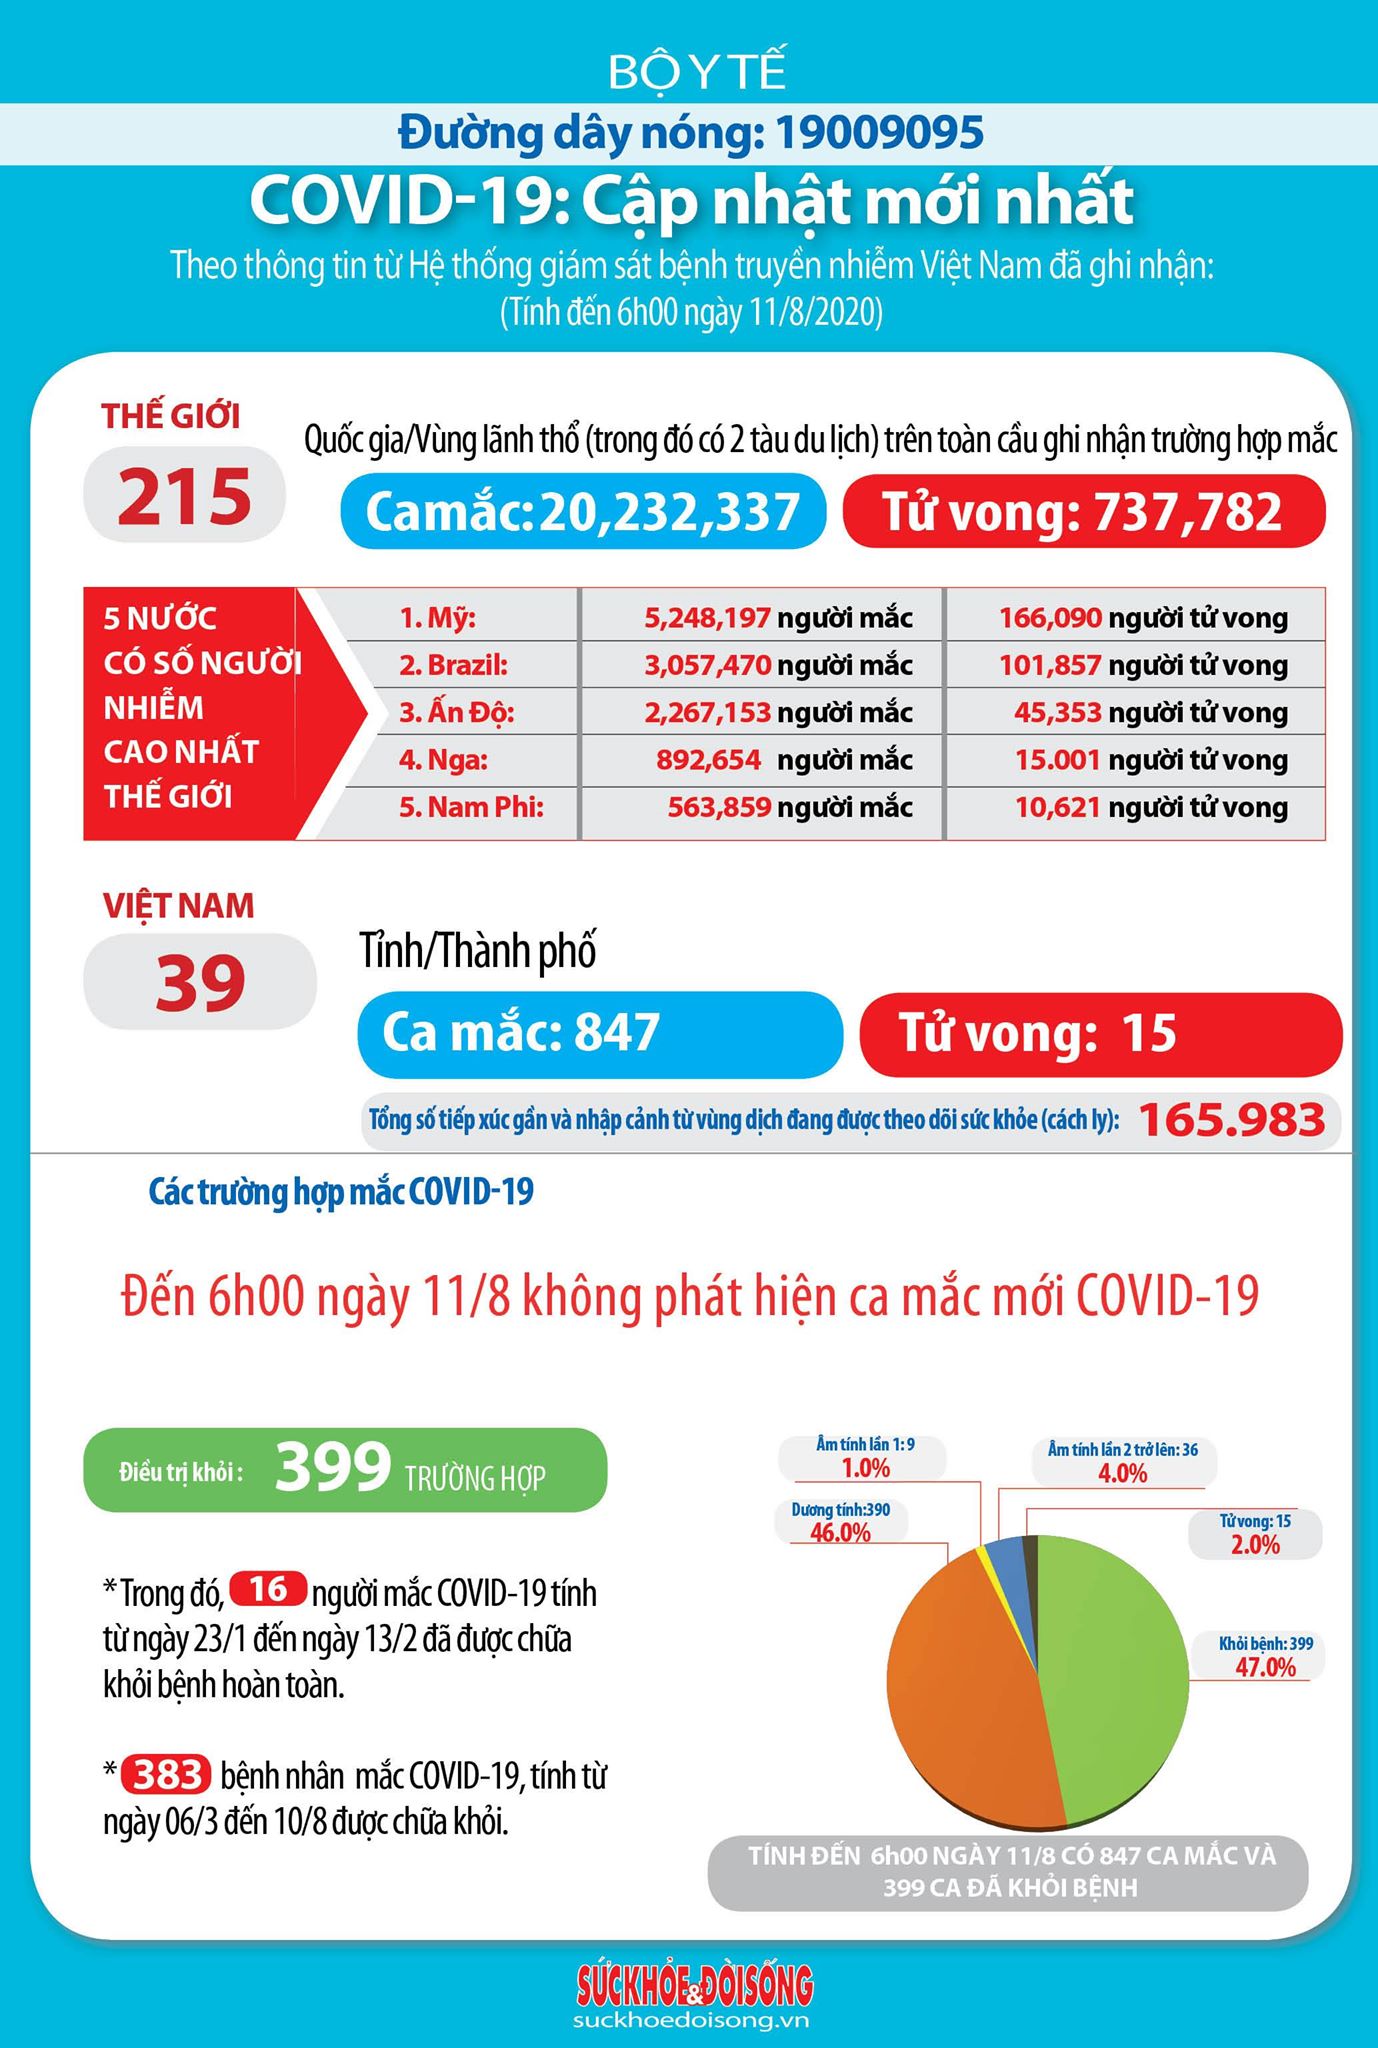 BỘ Y TẾ
Đường dây nóng: 19009095
COVID-19: Cập nhật mới nhất
Theo thông tin từ Hệ thống giám sát bệnh truyền nhiễm Việt Nam đã ghi nhận:
(Tính đến 6h00 ngày 11/8/2020)
THẾ GIỚI
215
Quốc gia/Vùng lãnh thổ (trong đó có 2 tàu du lịch) trên toàn cầu ghi nhận trường hợp mắc
Ca mắc: 20,232,337
Tử vong: 737,782
5 NƯỚC
CÓ SỐ NGƯỜI
NHIỄM
CAO NHẤT
THẾ GIỚI
1. Mỹ: 5,248,197 người mắc 166,090 người tử vong
2. Brazil: 3,057,470 người mắc 101,857 người tử vong
3. Ấn Độ: 2,267,153 người mắc 45,353 người tử vong
4. Nga: 892,654 người mắc 15.001 người tử vong
5. Nam Phi: 563,859 người mắc 10,621 người tử vong
VIỆT NAM
39
Tỉnh/Thành phố
Ca mắc: 847
Tử vong: 15
Tổng số tiếp xúc gần và nhập cảnh từ vùng dịch đang được theo dõi sức khỏe (cách ly): 165.983
Các trường hợp mắc COVID-19
Đến 6h00 ngày 11/8 không phát hiện ca mắc mới COVID-19
Điều trị khỏi: 399 TRƯỜNG HỢP
*Trong đó, 16 người mắc COVID-19 tính
từ ngày 23/1 đến ngày 13/2 đã được chữa
khỏi bệnh hoàn toàn.
* 383 bệnh nhân mắc COVID-19, tính từ
ngày 06/3 đến 10/8 được chữa khỏi.
Âm tính lần 1: 9
1.0%
Âm tính lần 2 trở lên: 36
4.0%
Dương tính:390
46.0%
Tử vong: 15
2.0%
Khỏi bệnh: 399
47.0%
TÍNH ĐẾN 6h00 NGÀY 11/8 CÓ 847 CA MẮC VÀ
399 CA ĐÃ KHỎI BỆNH
SỨC KHỎE & ĐỜI SỐNG
suckhoedoisong.vn